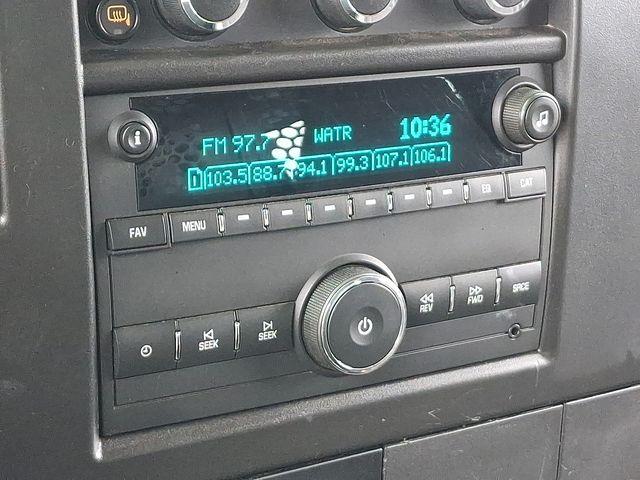 FM 97.7 WATR 10:36
1 103.5 88.7 94.1 99.3 107.1 106.1
FAV MENU EQ CAT
SEEK SEEK REV FWD SRCE